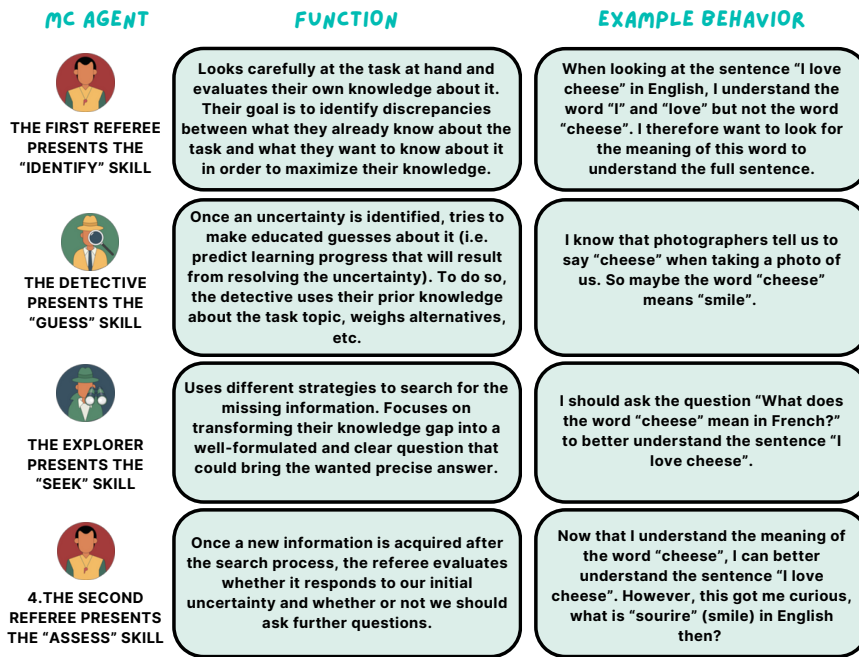 MC AGENT
FUNCTION
EXAMPLE BEHAVIOR
THE FIRST REFEREE
PRESENTS THE
“IDENTIFY” SKILL
Looks carefully at the task at hand and
evaluates their own knowledge about it.
Their goal is to identify discrepancies
between what they already know about the
task and what they want to know about it
in order to maximize their knowledge.
When looking at the sentence “I love
cheese” in English, I understand the
word “I” and “love” but not the word
“cheese”. I therefore want to look for
the meaning of this word to
understand the full sentence.
THE DETECTIVE
PRESENTS THE
“GUESS” SKILL
Once an uncertainty is identified, tries to
make educated guesses about it (i.e.
predict learning progress that will result
from resolving the uncertainty). To do so,
the detective uses their prior knowledge
about the task topic, weighs alternatives,
etc.
I know that photographers tell us to
say “cheese” when taking a photo of
us. So maybe the word “cheese”
means “smile”.
THE EXPLORER
PRESENTS THE
“SEEK” SKILL
Uses different strategies to search for the
missing information. Focuses on
transforming their knowledge gap into a
well-formulated and clear question that
could bring the wanted precise answer.
I should ask the question “What does
the word “cheese” mean in French?”
to better understand the sentence “I
love cheese”.
4.THE SECOND
REFEREE PRESENTS
THE “ASSESS” SKILL
Once a new information is acquired after
the search process, the referee evaluates
whether it responds to our initial
uncertainty and whether or not we should
ask further questions.
Now that I understand the meaning of
the word “cheese”, I can better
understand the sentence “I love
cheese”. However, this got me curious,
what is “sourire” (smile) in English
then?